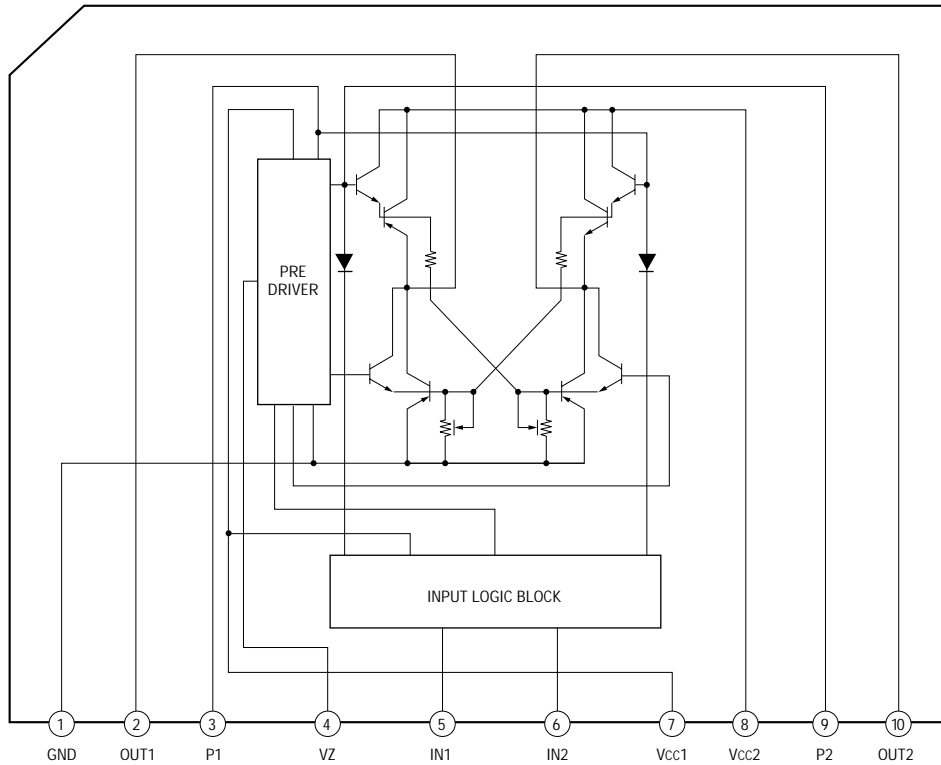 PRE
DRIVER
INPUT LOGIC BLOCK
1 2 3 4 5 6 7 8 9 10
GND OUT1 P1 VZ IN1 IN2 Vcc1 Vcc2 P2 OUT2